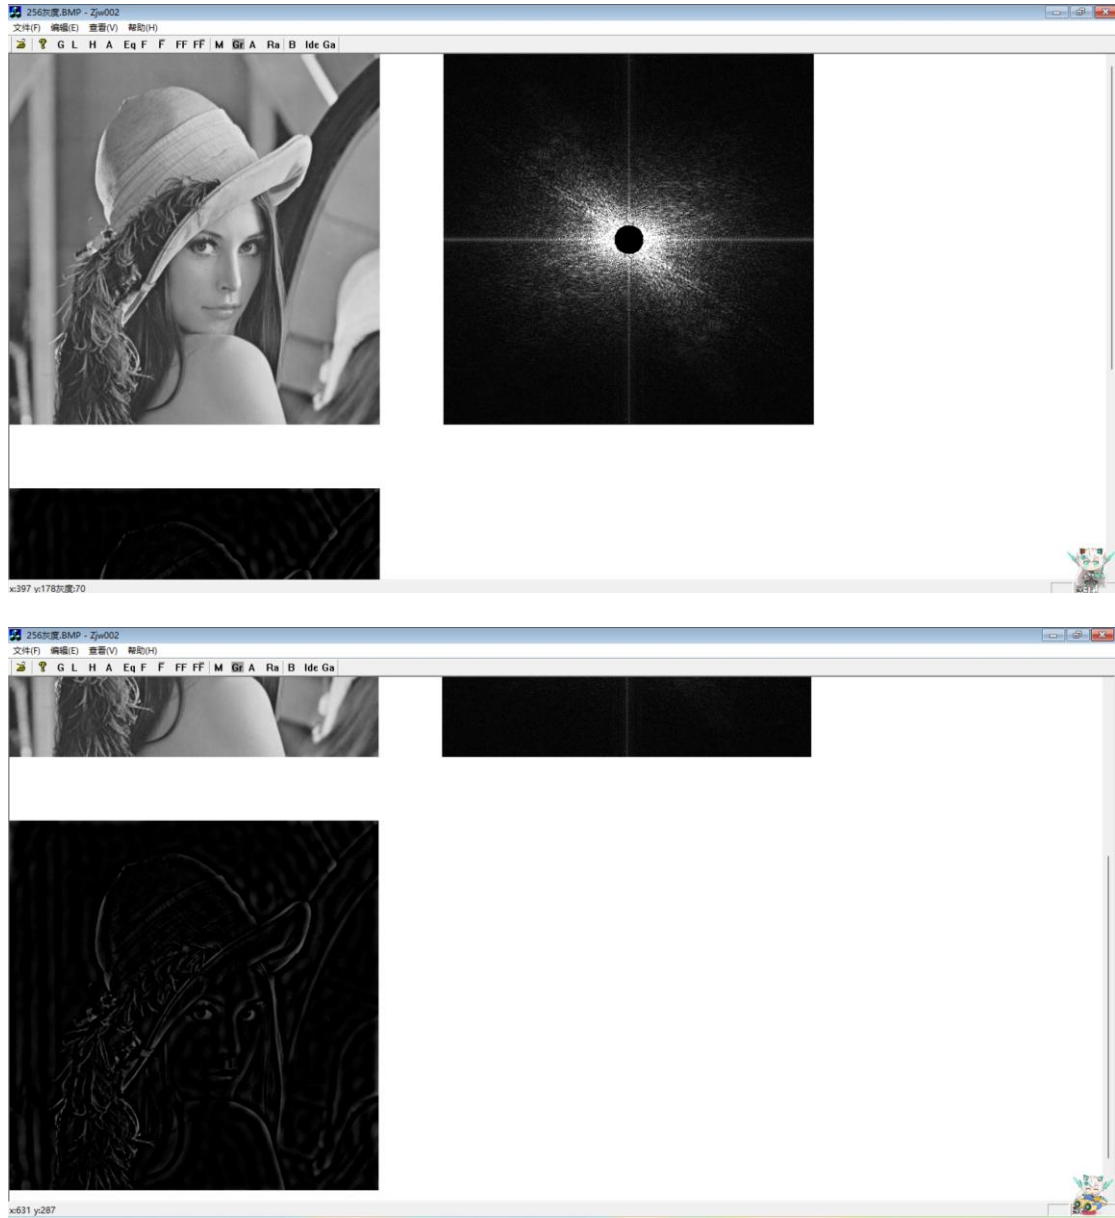 256灰度.BMP - Zjw002
文件(F) 编辑(E) 查看(V) 帮助(H)
G L H A Eq F F̅ FF FF̅ M Gr A Ra B Ide Ga
x:397 y:178灰度:70
256灰度.BMP - Zjw002
文件(F) 编辑(E) 查看(V) 帮助(H)
G L H A Eq F F̅ FF FF̅ M Gr A Ra B Ide Ga
x:631 y:287